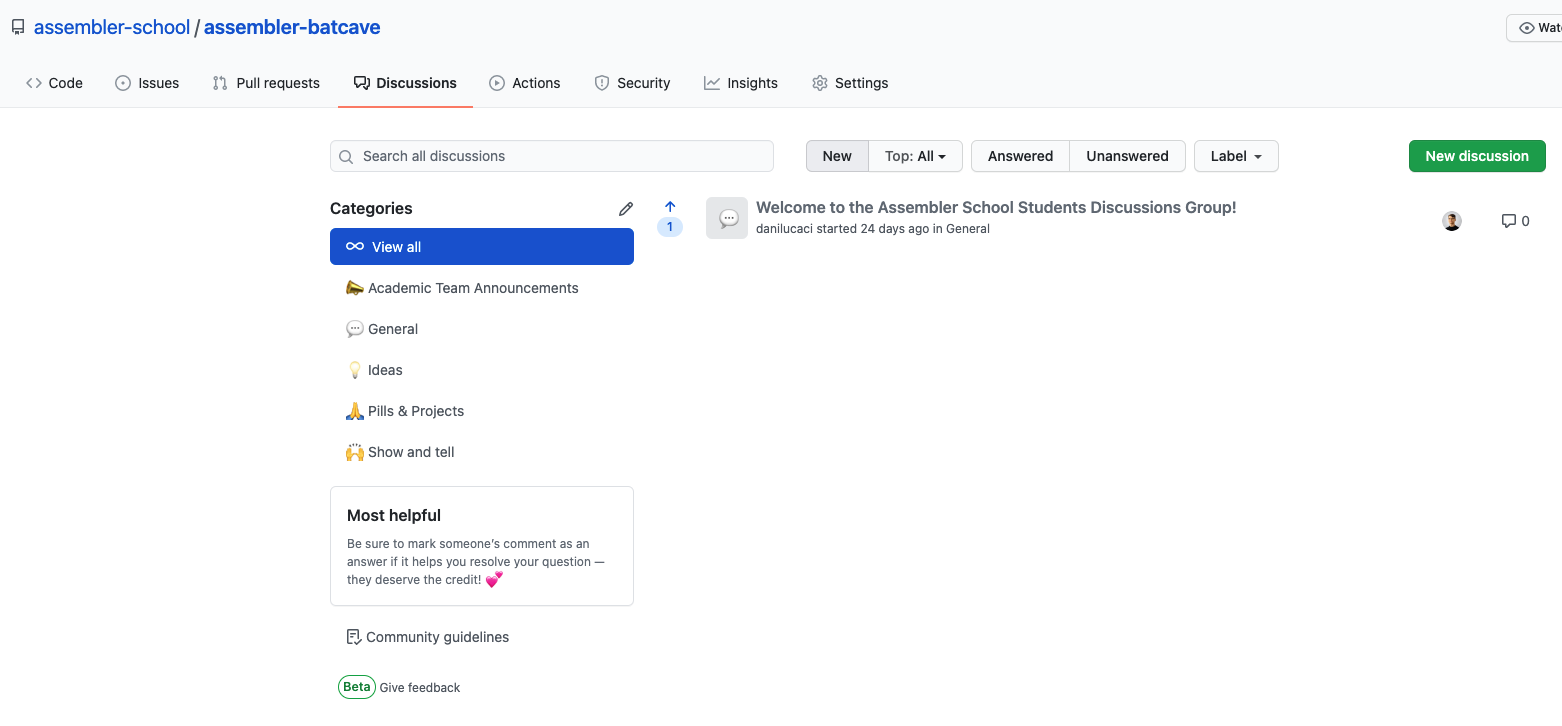 assembler-school / assembler-batcave
Code Issues Pull requests Discussions Actions Security Insights Settings
Search all discussions New Top: All Answered Unanswered Label New discussion
Categories
View all
Academic Team Announcements
General
Ideas
Pills & Projects
Show and tell
Most helpful
Be sure to mark someone's comment as an
answer if it helps you resolve your question —
they deserve the credit! 💕
Community guidelines
Beta Give feedback
1
Welcome to the Assembler School Students Discussions Group!
danilucaci started 24 days ago in General
0